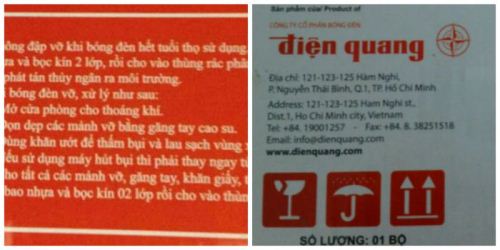 ông đập vỡ khi bóng đèn hết tuổi thọ sử dụng.
ựa và bọc kín 2 lớp, rồi cho vào thùng rác phâ
phát tán thủy ngân ra môi trường.
i bóng đèn vỡ, xử lý như sau:
Mở cửa phòng cho thoáng khí.
Dọn dẹp các mảnh vỡ bằng găng tay cao su.
Dùng khăn ướt để thấm bụi và lau sạch vùng x
ếu sử dụng máy hút bụi thì phải thay ngay tú
ho tất cả các mảnh vỡ, găng tay, khăn giấy, t
bao nhựa và bọc kín 02 lớp rồi cho vào thùn
Sản phẩm của/ Product of
CÔNG TY CỔ PHẦN BÓNG ĐÈN
điện quang
Địa chỉ: 121-123-125 Hàm Nghi,
P. Nguyễn Thái Bình, Q.1, TP. Hồ Chí Minh
Address: 121-123-125 Ham Nghi st.,
Dist.1, Ho Chi Minh city, Vietnam
Tel: +84. 19001257 - Fax: +84. 8. 38251518
Email: info@dienquang.com
www.dienquang.com
SỐ LƯỢNG: 01 BỘ